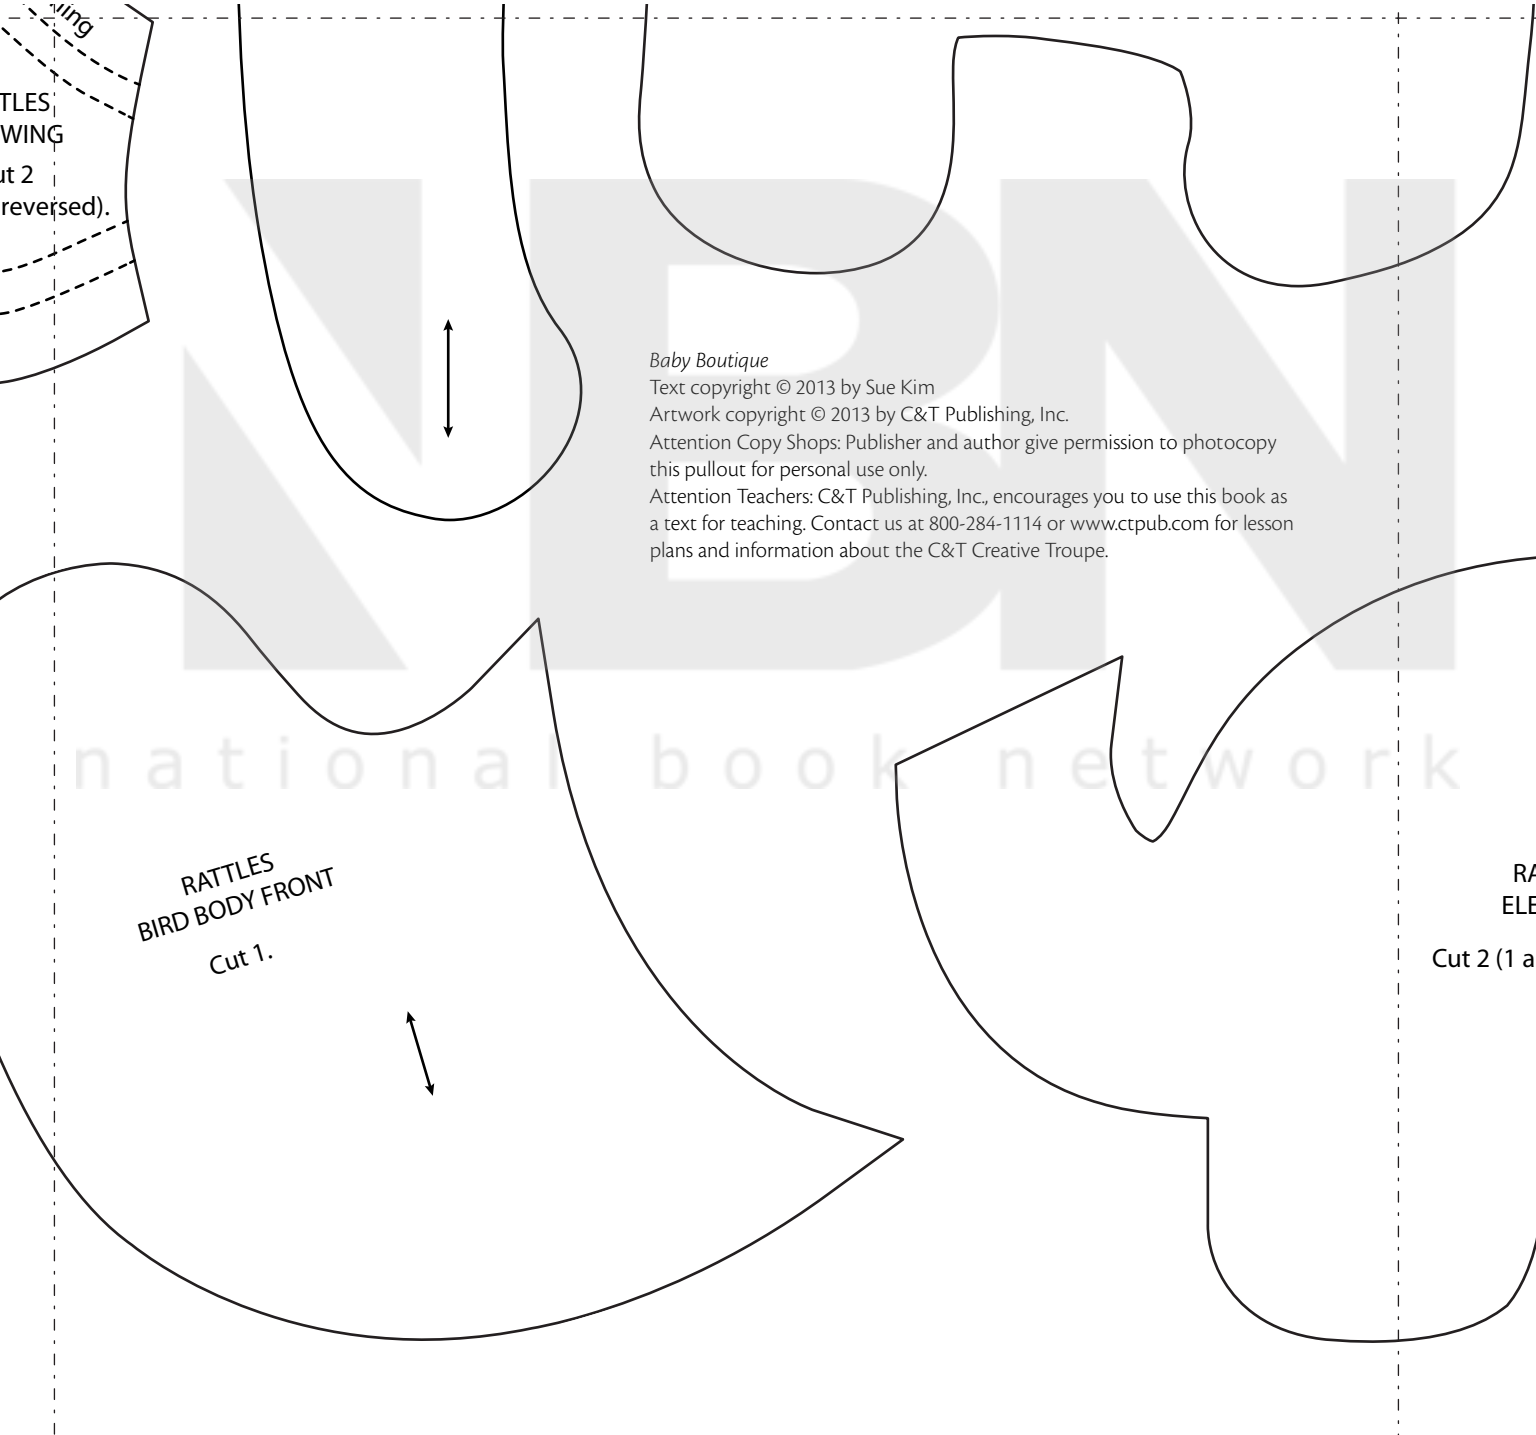 TLES
WING
ut 2
reversed).
Baby Boutique
Text copyright © 2013 by Sue Kim
Artwork copyright © 2013 by C&T Publishing, Inc.
Attention Copy Shops: Publisher and author give permission to photocopy
this pullout for personal use only.
Attention Teachers: C&T Publishing, Inc., encourages you to use this book as
a text for teaching. Contact us at 800-284-1114 or www.ctpub.com for lesson
plans and information about the C&T Creative Troupe.
NBN
national book network
RATTLES
BIRD BODY FRONT
Cut 1.
RA
ELE
Cut 2 (1 a